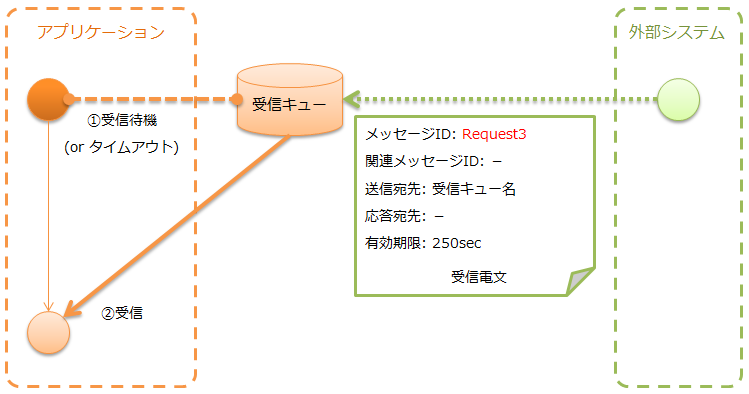 アプリケーション
外部システム
受信キュー
①受信待機
(or タイムアウト)
メッセージID: Request3
関連メッセージID: －
送信宛先: 受信キュー名
応答宛先: －
有効期限: 250sec
受信電文
②受信